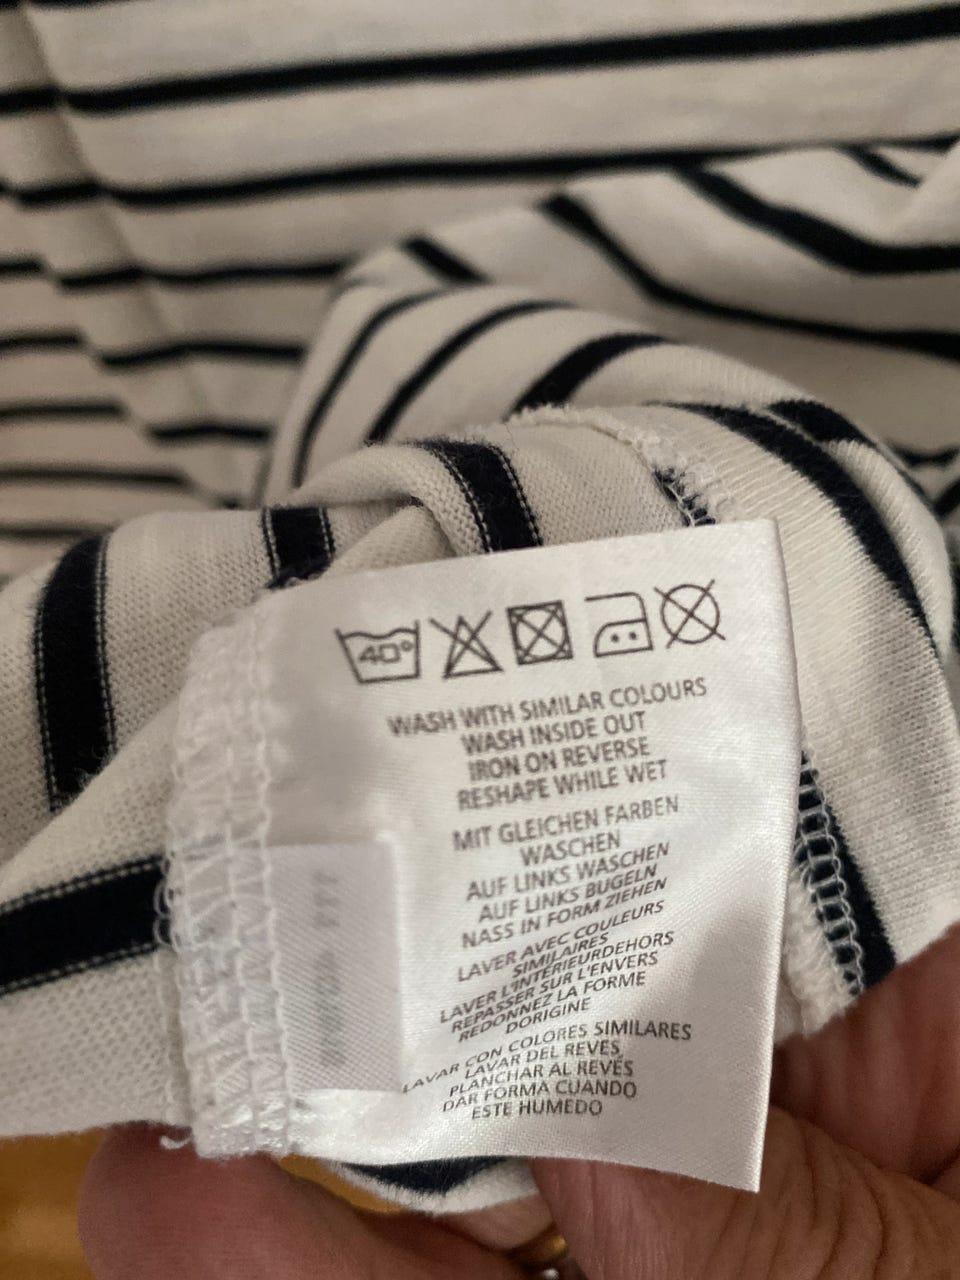 40°
WASH WITH SIMILAR COLOURS
WASH INSIDE OUT
IRON ON REVERSE
RESHAPE WHILE WET
MIT GLEICHEN FARBEN
WASCHEN
AUF LINKS WASCHEN
AUF LINKS BUGELN
NASS IN FORM ZIEHEN
LAVER AVEC COULEURS
SIMILAIRES
LAVER L'INTERIEURDEHORS
REPASSER SUR L'ENVERS
REDONNEZ LA FORME
DORIGINE
LAVAR CON COLORES SIMILARES
LAVAR DEL REVES
PLANCHAR AL REVÉS
DAR FORMA CUANDO
ESTE HUMEDO